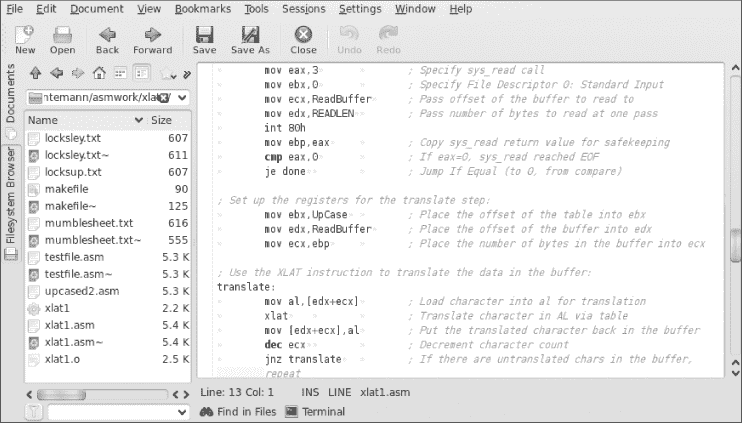 File Edit Document View Bookmarks Tools Sessions Settings Window Help
New Open Back Forward Save Save As Close Undo Redo
Documents
Filesystem Browser
ntemann/asmwork/xlat/
Name Size
locksley.txt 607
locksley.txt~ 611
locksup.txt 607
makefile 90
makefile~ 125
mumblesheet.txt 616
mumblesheet.txt~ 555
testfile.asm 5.3 K
testfile.asm~ 5.3 K
upcased2.asm 5.3 K
xlat1 2.2 K
xlat1.asm 5.4 K
xlat1.asm~ 5.4 K
xlat1.o 2.5 K
mov eax,3 ; Specify sys_read call
mov ebx,0 ; Specify File Descriptor 0: Standard Input
mov ecx,ReadBuffer ; Pass offset of the buffer to read to
mov edx,READLEN ; Pass number of bytes to read at one pass
int 80h
mov ebp,eax ; Copy sys_read return value for safekeeping
cmp eax,0 ; If eax=0, sys_read reached EOF
je done ; Jump If Equal (to 0, from compare)
; Set up the registers for the translate step:
mov ebx,UpCase ; Place the offset of the table into ebx
mov edx,ReadBuffer ; Place the offset of the buffer into edx
mov ecx,ebp ; Place the number of bytes in the buffer into ecx
; Use the XLAT instruction to translate the data in the buffer:
translate:
mov al,[edx+ecx] ; Load character into al for translation
xlat ; Translate character in AL via table
mov [edx+ecx],al ; Put the translated character back in the buffer
dec ecx ; Decrement character count
jnz translate ; If there are untranslated chars in the buffer,
repeat
Line: 13 Col: 1 INS LINE xlat1.asm
Find in Files Terminal